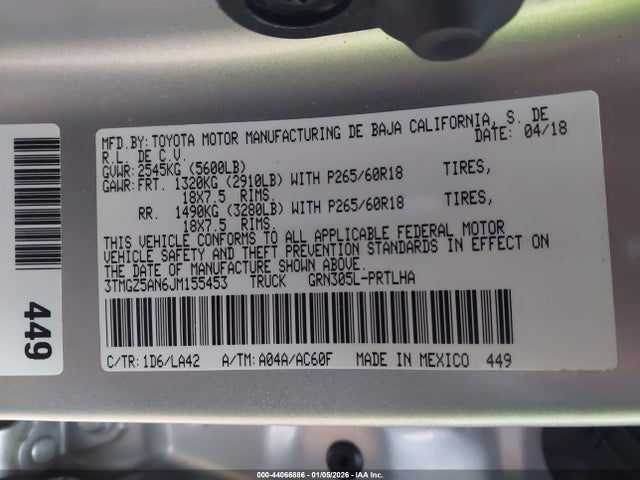 MFD.BY:TOYOTA MOTOR MANUFACTURING DE BAJA CALIFORNIA, S. DE
R.L. DE C.V. DATE: 04/18
GVWR:2545KG (5600LB)
GAWR:FRT. 1320KG (2910LB) WITH P265/60R18 TIRES,
18X7.5 RIMS.
RR. 1490KG (3280LB) WITH P265/60R18 TIRES,
18X7.5 RIMS.
THIS VEHICLE CONFORMS TO ALL APPLICABLE FEDERAL MOTOR
VEHICLE SAFETY AND THEFT PREVENTION STANDARDS IN EFFECT ON
THE DATE OF MANUFACTURE SHOWN ABOVE.
3TMGZ5AN6JM155453 TRUCK GRN305L-PRTLHA
C/TR:1D6/LA42 A/TM:A04A/AC60F MADE IN MEXICO 449
449
000-44066886 - 01/05/2026 - IAA Inc.